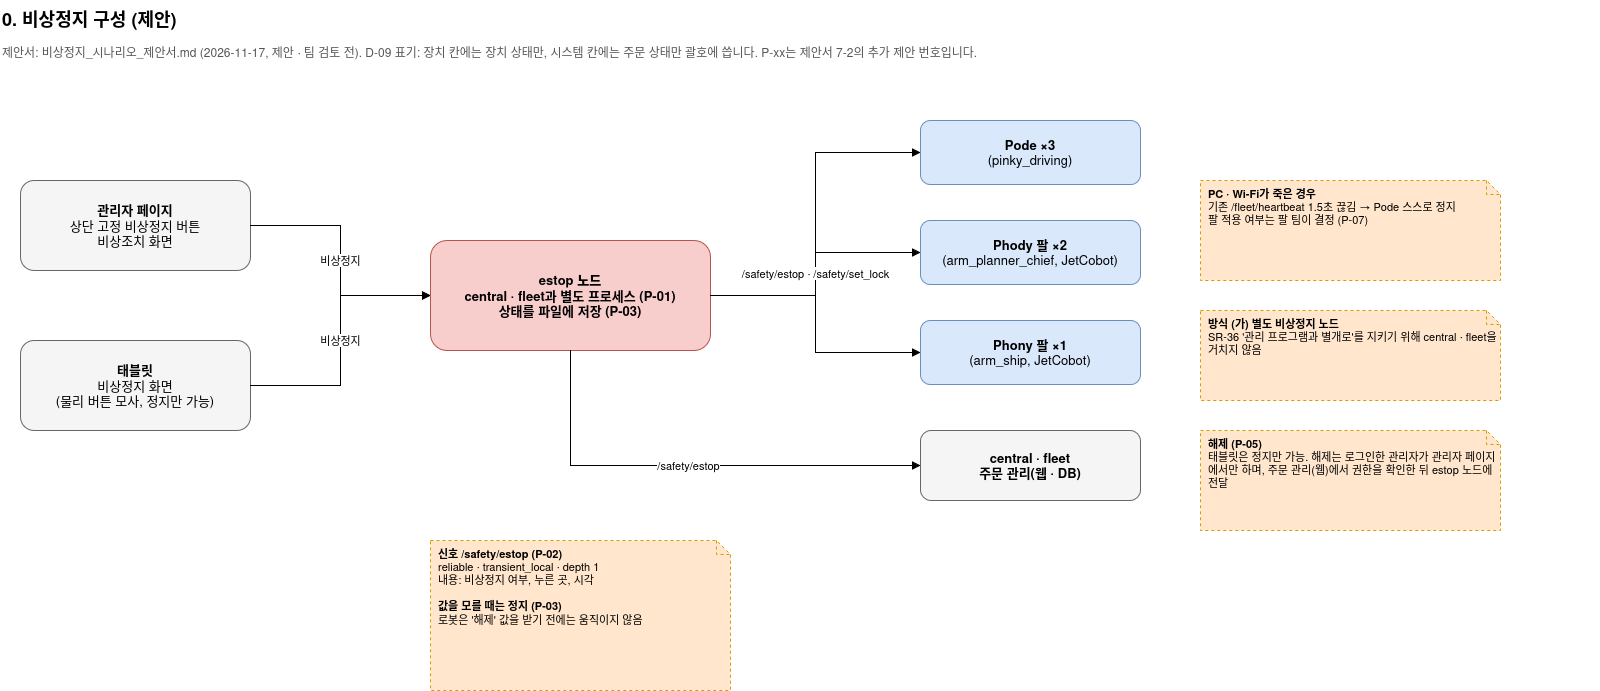 0. 비상정지 구성 (제안)
제안서: 비상정지_시나리오_제안서.md (2026-11-17, 제안 · 팀 검토 전). D-09 표기: 장치 칸에는 장치 상태만, 시스템 칸에는 주문 상태만 괄호에 씁니다. P-xx는 제안서 7-2의 추가 제안 번호입니다.
관리자 페이지
상단 고정 비상정지 버튼
비상조치 화면
비상정지
태블릿
비상정지 화면
(물리 버튼 모사, 정지만 가능)
비상정지
estop 노드
central · fleet과 별도 프로세스 (P-01)
상태를 파일에 저장 (P-03)
/safety/estop · /safety/set_lock
Pode ×3
(pinky_driving)
Phody 팔 ×2
(arm_planner_chief, JetCobot)
Phony 팔 ×1
(arm_ship, JetCobot)
/safety/estop
central · fleet
주문 관리(웹 · DB)
PC · Wi-Fi가 죽은 경우
기존 /fleet/heartbeat 1.5초 끊김 → Pode 스스로 정지
팔 적용 여부는 팔 팀이 결정 (P-07)
방식 (가) 별도 비상정지 노드
SR-36 '관리 프로그램과 별개로'를 지키기 위해 central · fleet을
거치지 않음
해제 (P-05)
태블릿은 정지만 가능. 해제는 로그인한 관리자가 관리자 페이지
에서만 하며, 주문 관리(웹)에서 권한을 확인한 뒤 estop 노드에
전달
신호 /safety/estop (P-02)
reliable · transient_local · depth 1
내용: 비상정지 여부, 누른 곳, 시각
값을 모를 때는 정지 (P-03)
로봇은 '해제' 값을 받기 전에는 움직이지 않음